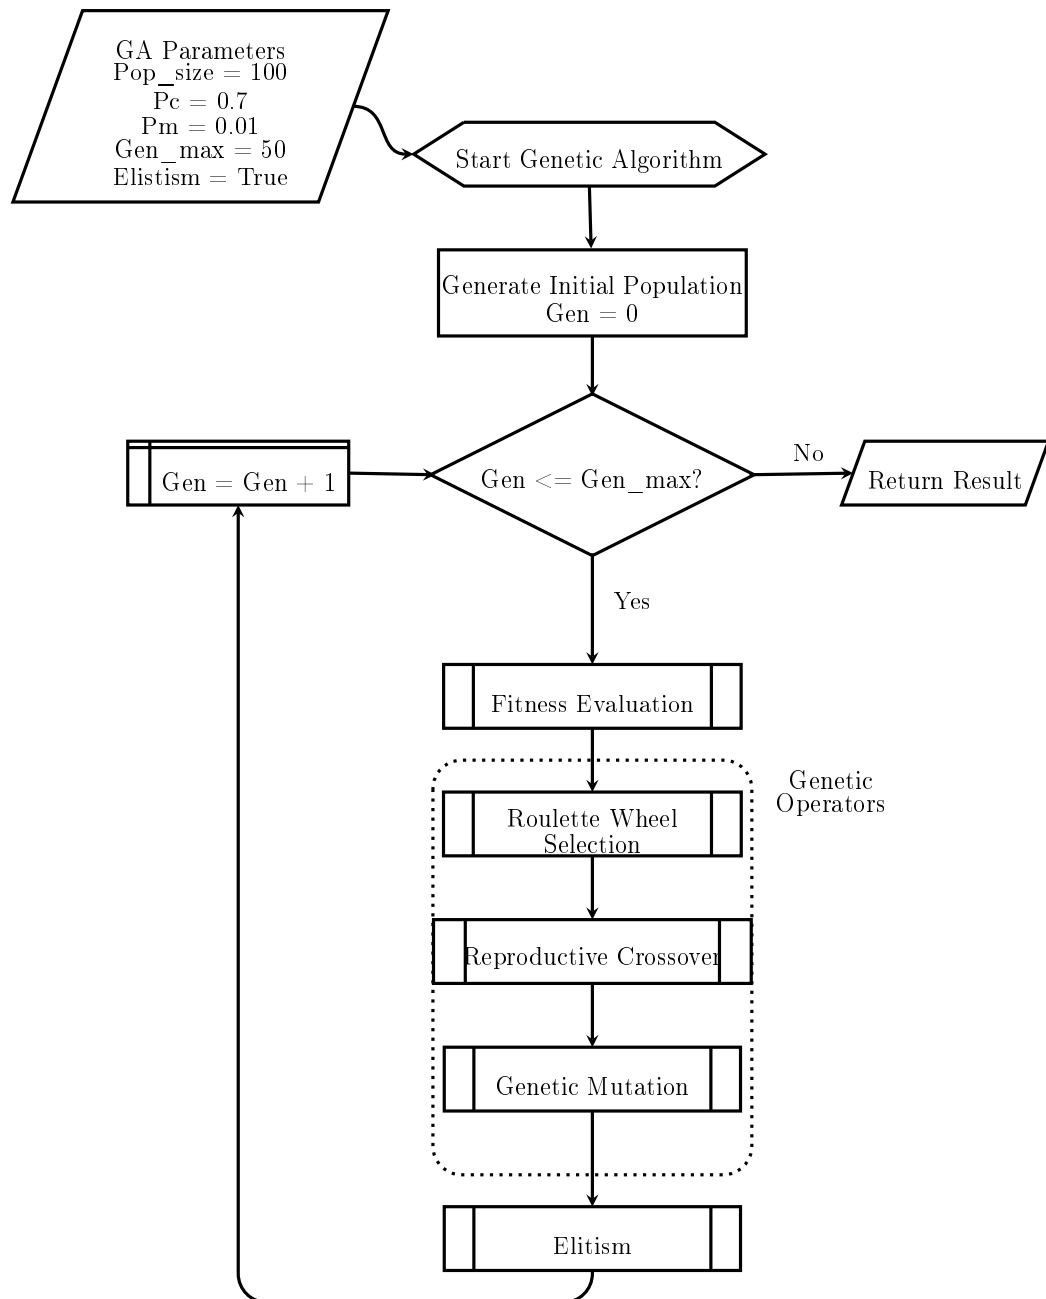 GA Parameters
Pop_size = 100
Pc = 0.7
Pm = 0.01
Gen_max = 50
Elistism = True
Start Genetic Algorithm
Generate Initial Population
Gen = 0
Gen = Gen + 1
Gen <= Gen_max?
No
Return Result
Yes
Fitness Evaluation
Genetic
Operators
Roulette Wheel
Selection
Reproductive Crossover
Genetic Mutation
Elitism